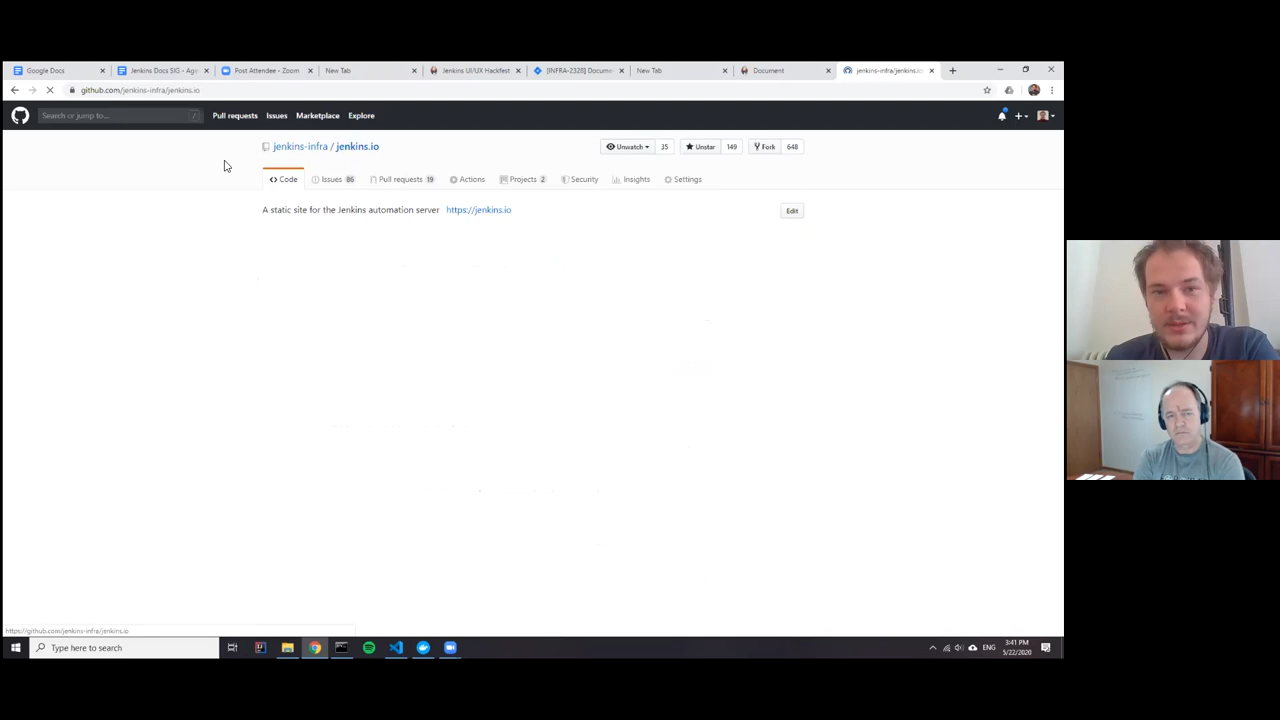 Google Docs
Jenkins Docs SIG - Age
Post Attendee - Zoom
New Tab
Jenkins UI/UX Hackfest
[INFRA-2328] Docume
New Tab
Document
jenkins-infra/jenkins.io
github.com/jenkins-infra/jenkins.io
Search or jump to...
/
Pull requests
Issues
Marketplace
Explore
jenkins-infra / jenkins.io
Unwatch 35
Unstar 149
Fork 648
Code
Issues 86
Pull requests 19
Actions
Projects 2
Security
Insights
Settings
A static site for the Jenkins automation server https://jenkins.io
Edit
https://github.com/jenkins-infra/jenkins.io
Type here to search
ENG
3:41 PM
5/22/2020